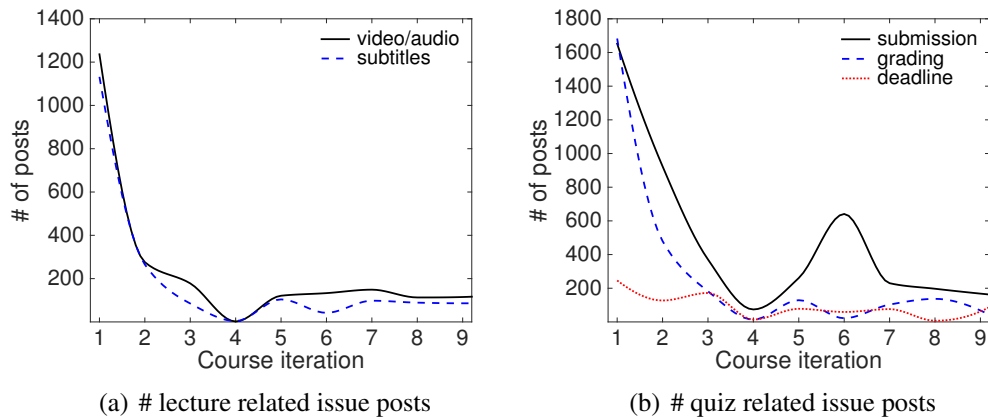 1400
1200
1000
800
600
400
200
# of posts
1 2 3 4 5 6 7 8 9
Course iteration
video/audio
subtitles
(a) # lecture related issue posts
1800
1600
1400
1200
1000
800
600
400
200
# of posts
1 2 3 4 5 6 7 8 9
Course iteration
submission
grading
deadline
(b) # quiz related issue posts